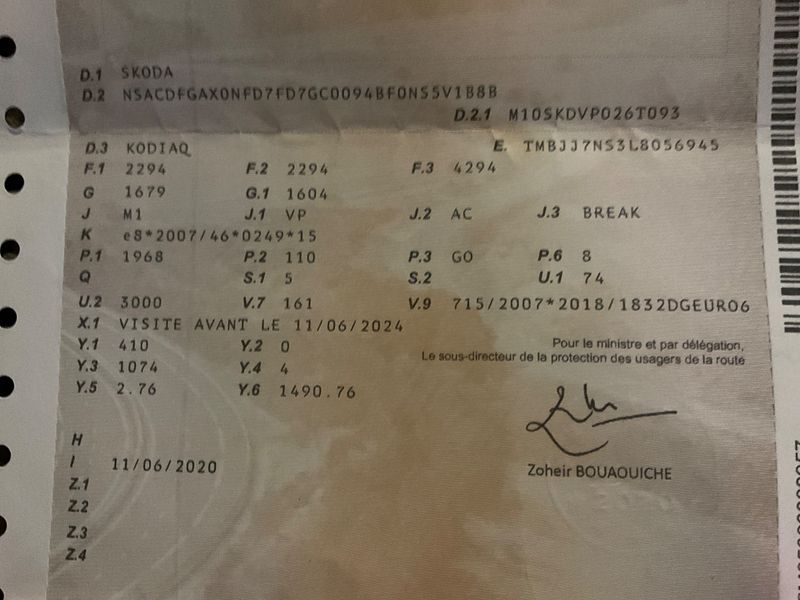 D.1 SKODA
D.2 NSACDFGAX0NFD7FD7GC0094BF0NS5V1B8B
D.2.1 M10SKDVP026T093
D.3 KODIAQ E. TMBJJ7NS3L8056945
F.1 2294 F.2 2294 F.3 4294
G 1679 G.1 1604
J M1 J.1 VP J.2 AC J.3 BREAK
K e8*2007/46*0249*15
P.1 1968 P.2 110 P.3 GO P.6 8
Q S.1 5 S.2 U.1 74
U.2 3000 V.7 161 V.9 715/2007*2018/1832DGEURO6
X.1 VISITE AVANT LE 11/06/2024
Y.1 410 Y.2 0
Pour le ministre et par délégation,
Le sous-directeur de la protection des usagers de la route
Y.3 1074 Y.4 4
Y.5 2.76 Y.6 1490.76
H
I 11/06/2020
Zoheir BOUAOUICHE
Z.1
Z.2
Z.3
Z.4